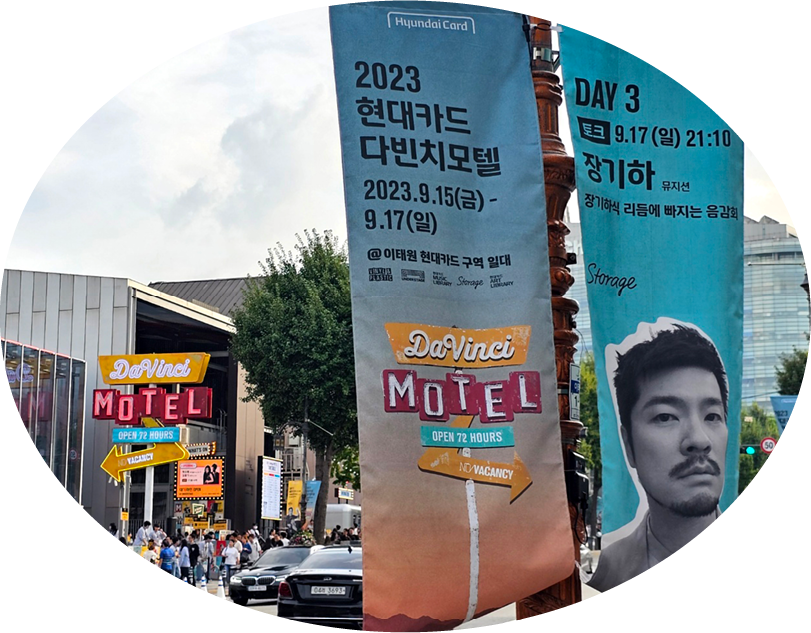 Hyundai Card
2023
현대카드
다빈치모텔
2023.9.15(금) -
9.17(일)
@이태원 현대카드 구역 일대
Storage
DaVinci
MOTEL
OPEN 72 HOURS
NO VACANCY
DAY 3
토크 9.17(일) 21:10
장기하 뮤지션
장기하식 리듬에 빠지는 음감회
Storage
DaVinci
MOTEL
OPEN 72 HOURS
NO VACANCY
50